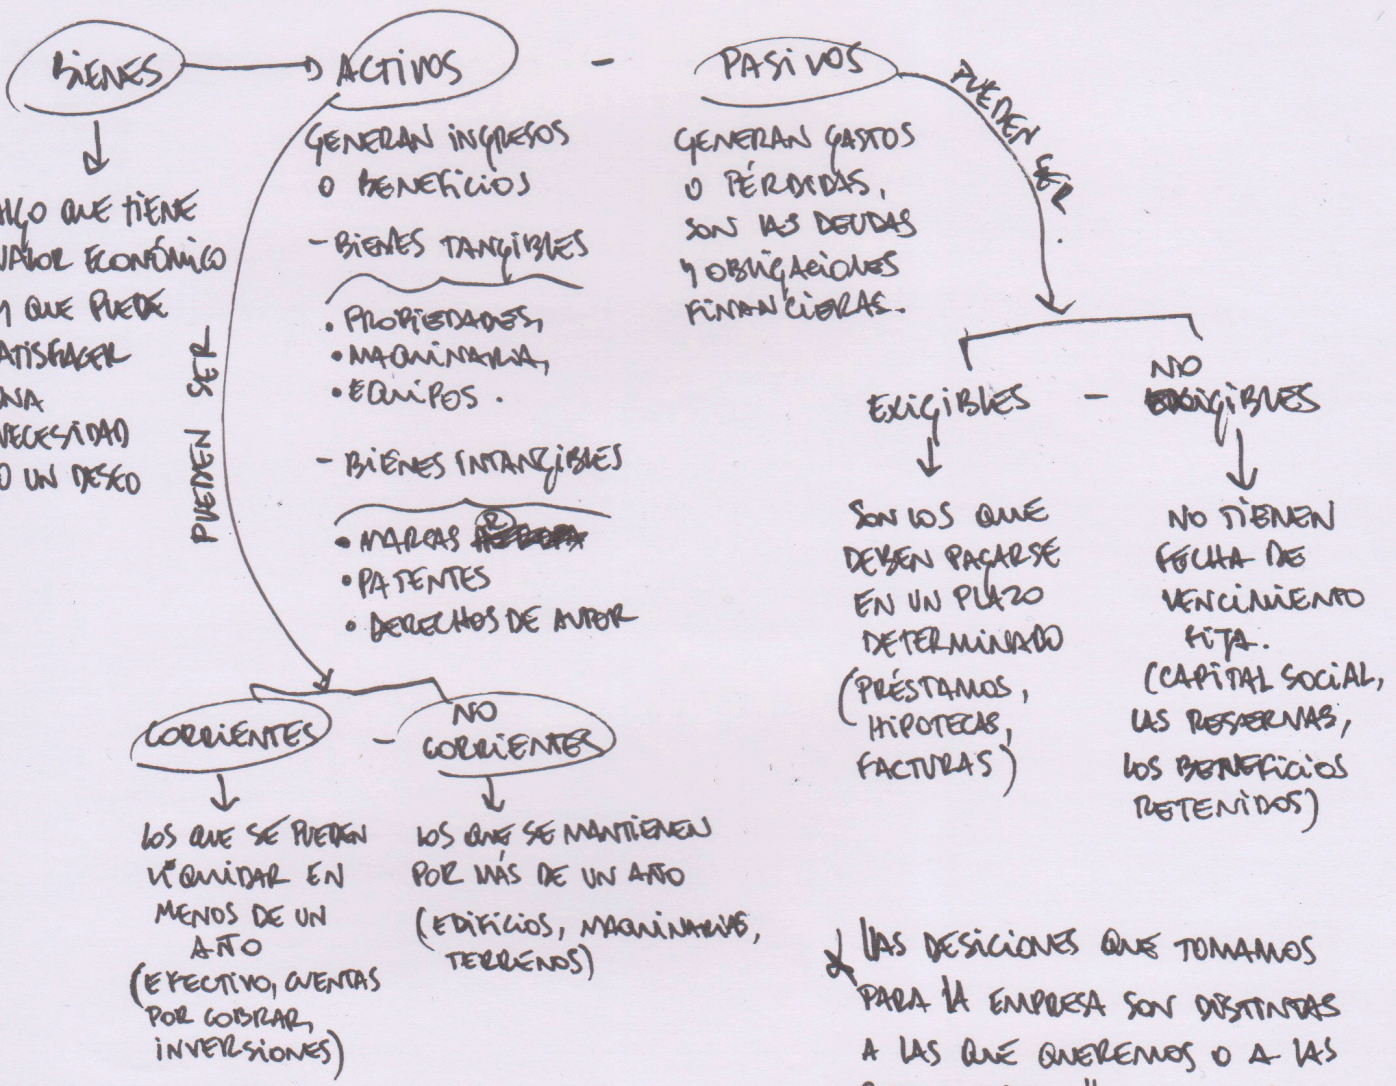 BIENES
ALGO QUE TIENE
VALOR ECONÓMICO
Y QUE PUEDE
SATISFACER
UNA
NECESIDAD
O UN DESEO
ACTIVOS
GENERAN INGRESOS
O BENEFICIOS
- BIENES TANGIBLES
• PROPIEDADES,
• MAQUINARIA,
• EQUIPOS.
- BIENES INTANGIBLES
• MARCAS ®
• PATENTES
• DERECHOS DE AUTOR
PUEDEN SER
CORRIENTES
LOS QUE SE PUEDEN
LIQUIDAR EN
MENOS DE UN
AÑO
(EFECTIVO, CUENTAS
POR COBRAR,
INVERSIONES)
-
NO
CORRIENTES
LOS QUE SE MANTIENEN
POR MÁS DE UN AÑO
(EDIFICIOS, MAQUINARIAS,
TERRENOS)
-
PASIVOS
GENERAN GASTOS
O PÉRDIDAS,
SON LAS DEUDAS
Y OBLIGACIONES
FINANCIERAS.
PUEDEN SER
EXIGIBLES
SON LOS QUE
DEBEN PAGARSE
EN UN PLAZO
DETERMINADO
(PRÉSTAMOS,
HIPOTECAS,
FACTURAS)
-
NO
EXIGIBLES
NO TIENEN
FECHA DE
VENCIMIENTO
FIJA.
(CAPITAL SOCIAL,
LAS RESERVAS,
LOS BENEFICIOS
RETENIDOS)
LAS DESICIONES QUE TOMAMOS
PARA LA EMPRESA SON DISTINTAS
A LAS QUE QUEREMOS O A LAS